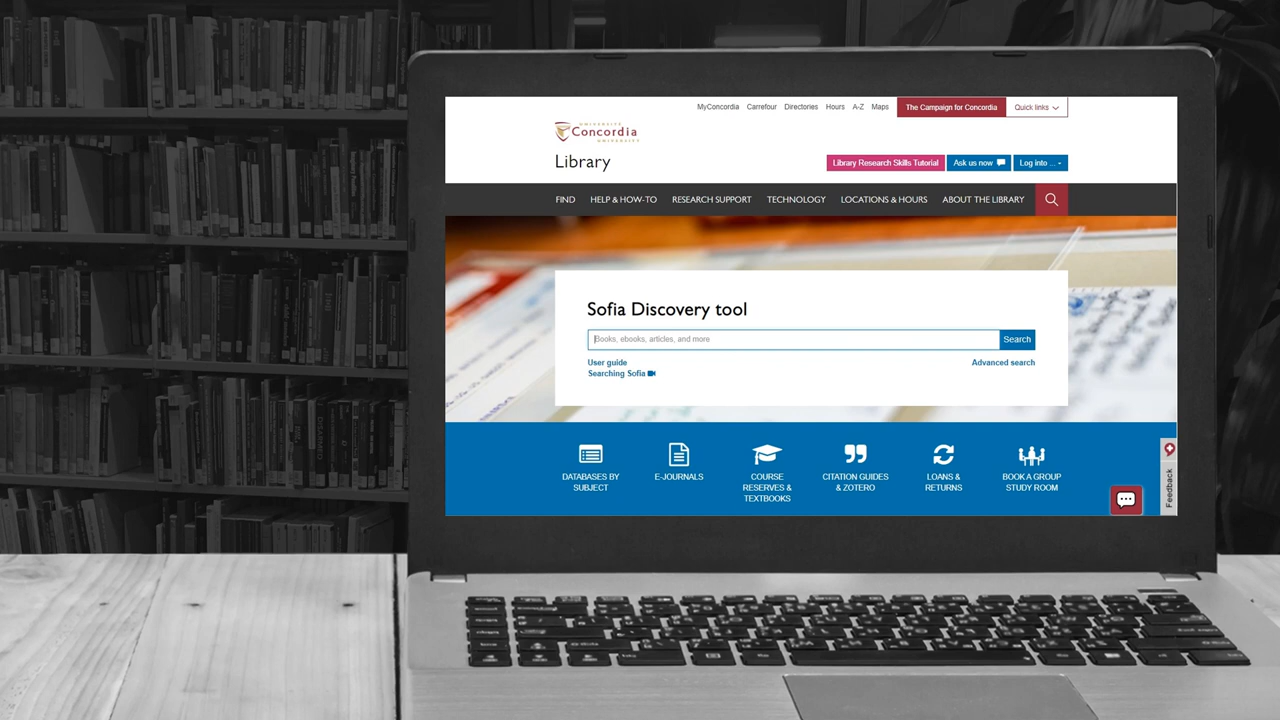 MyConcordia Carrefour Directories Hours A-Z Maps The Campaign for Concordia Quick links
UNIVERSITÉ
Concordia
UNIVERSITY
Library
Library Research Skills Tutorial Ask us now Log into ...
FIND HELP & HOW-TO RESEARCH SUPPORT TECHNOLOGY LOCATIONS & HOURS ABOUT THE LIBRARY
Sofia Discovery tool
Books, ebooks, articles, and more Search
User guide Advanced search
Searching Sofia
DATABASES BY
SUBJECT
E-JOURNALS
COURSE
RESERVES &
TEXTBOOKS
CITATION GUIDES
& ZOTERO
LOANS &
RETURNS
BOOK A GROUP
STUDY ROOM
Feedback